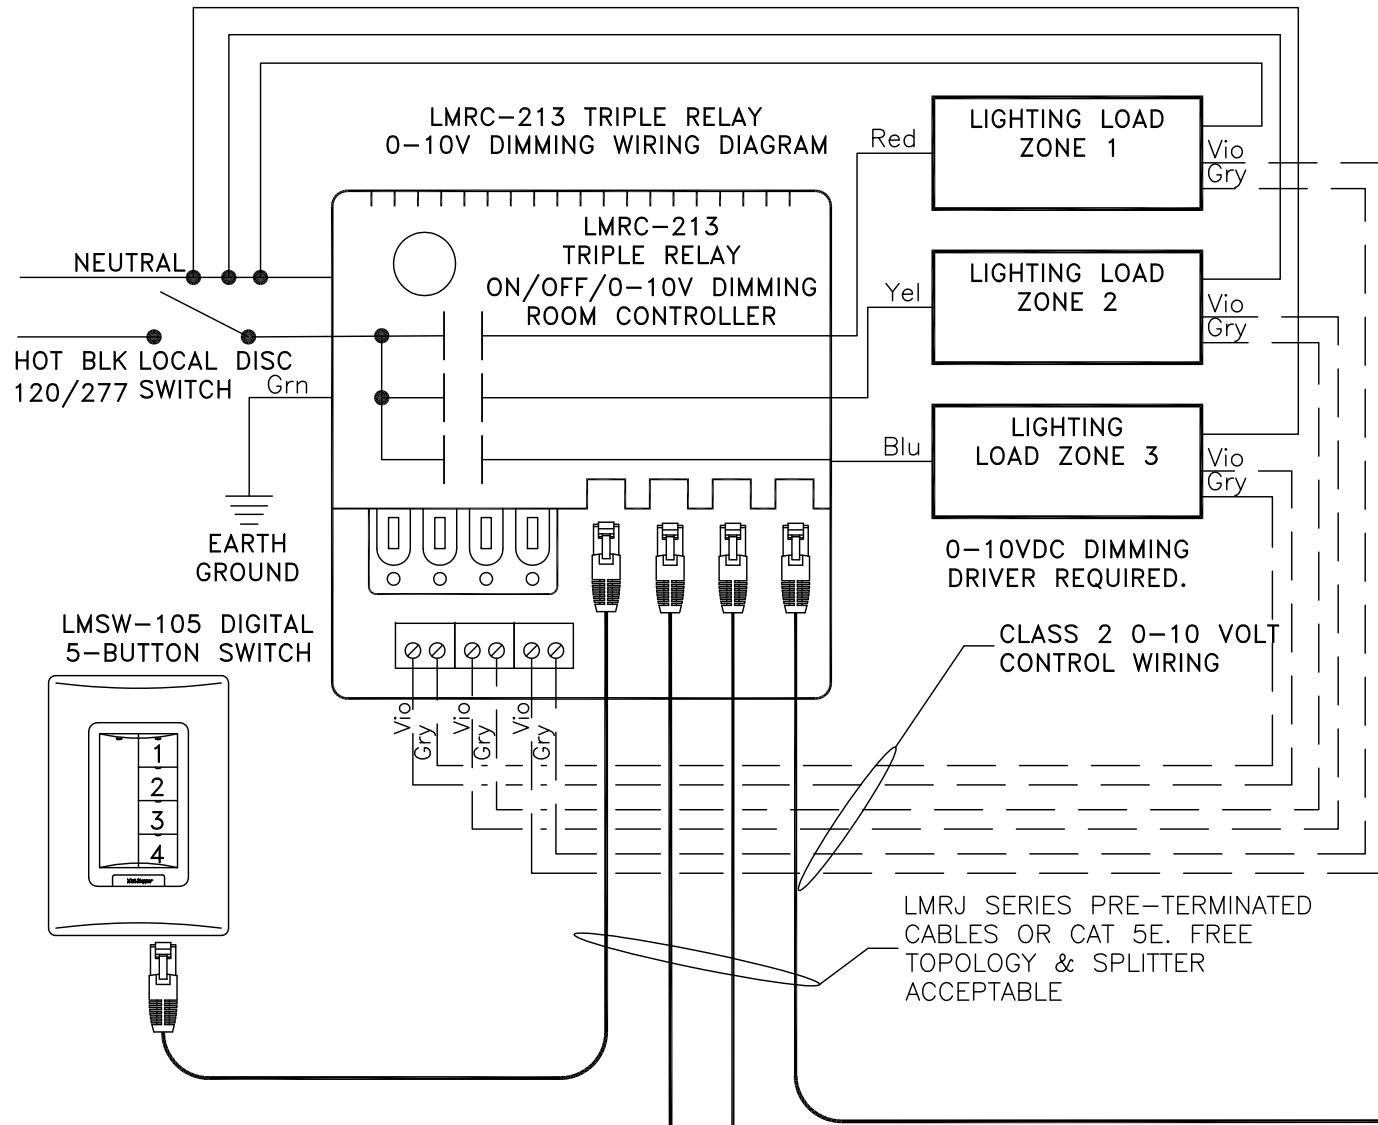 LMRC-213 TRIPLE RELAY
0-10V DIMMING WIRING DIAGRAM
LMRC-213
TRIPLE RELAY
ON/OFF/0-10V DIMMING
ROOM CONTROLLER
NEUTRAL
HOT BLK
120/277
LOCAL DISC
SWITCH
Grn
EARTH
GROUND
Red
LIGHTING LOAD
ZONE 1
Vio
Gry
Yel
LIGHTING LOAD
ZONE 2
Vio
Gry
Blu
LIGHTING
LOAD ZONE 3
Vio
Gry
0-10VDC DIMMING
DRIVER REQUIRED.
CLASS 2 0-10 VOLT
CONTROL WIRING
LMSW-105 DIGITAL
5-BUTTON SWITCH
1
2
3
4
Vio
Gry
Vio
Gry
Vio
Gry
LMRJ SERIES PRE-TERMINATED
CABLES OR CAT 5E. FREE
TOPOLOGY & SPLITTER
ACCEPTABLE